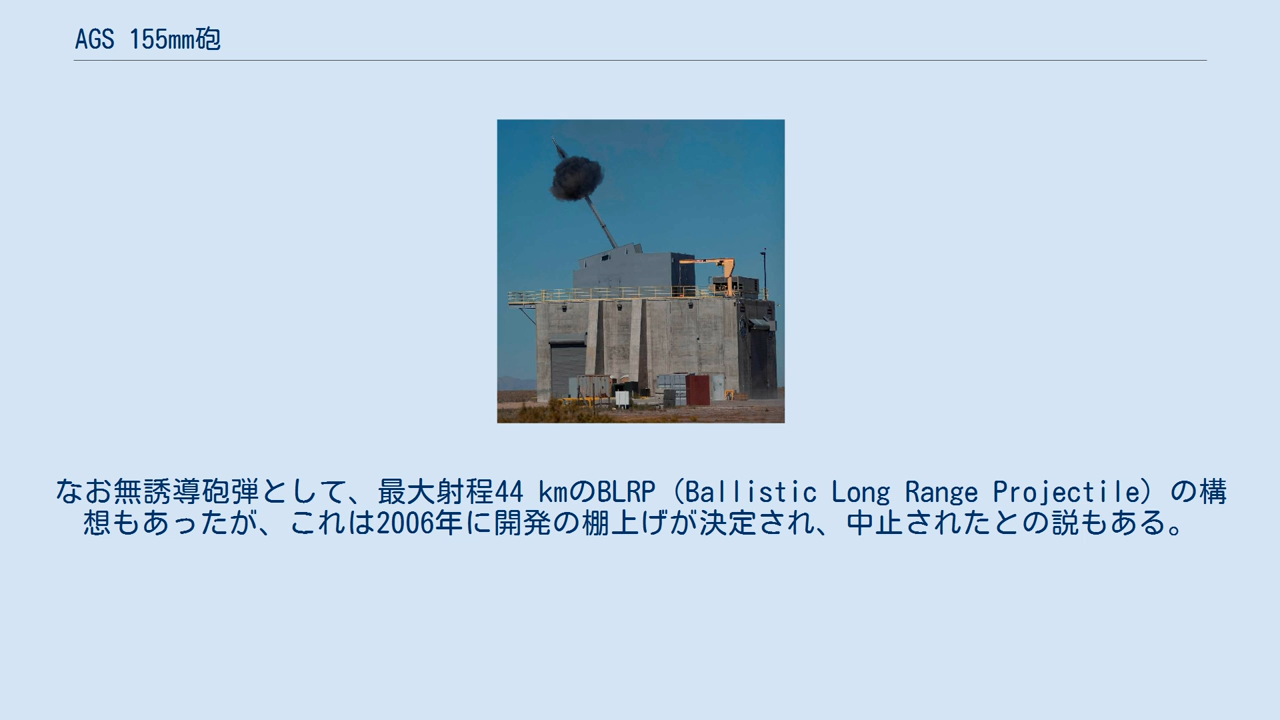 AGS 155mm砲
なお無誘導砲弾として、最大射程44 kmのBLRP（Ballistic Long Range Projectile）の構
想もあったが、これは2006年に開発の棚上げが決定され、中止されたとの説もある。